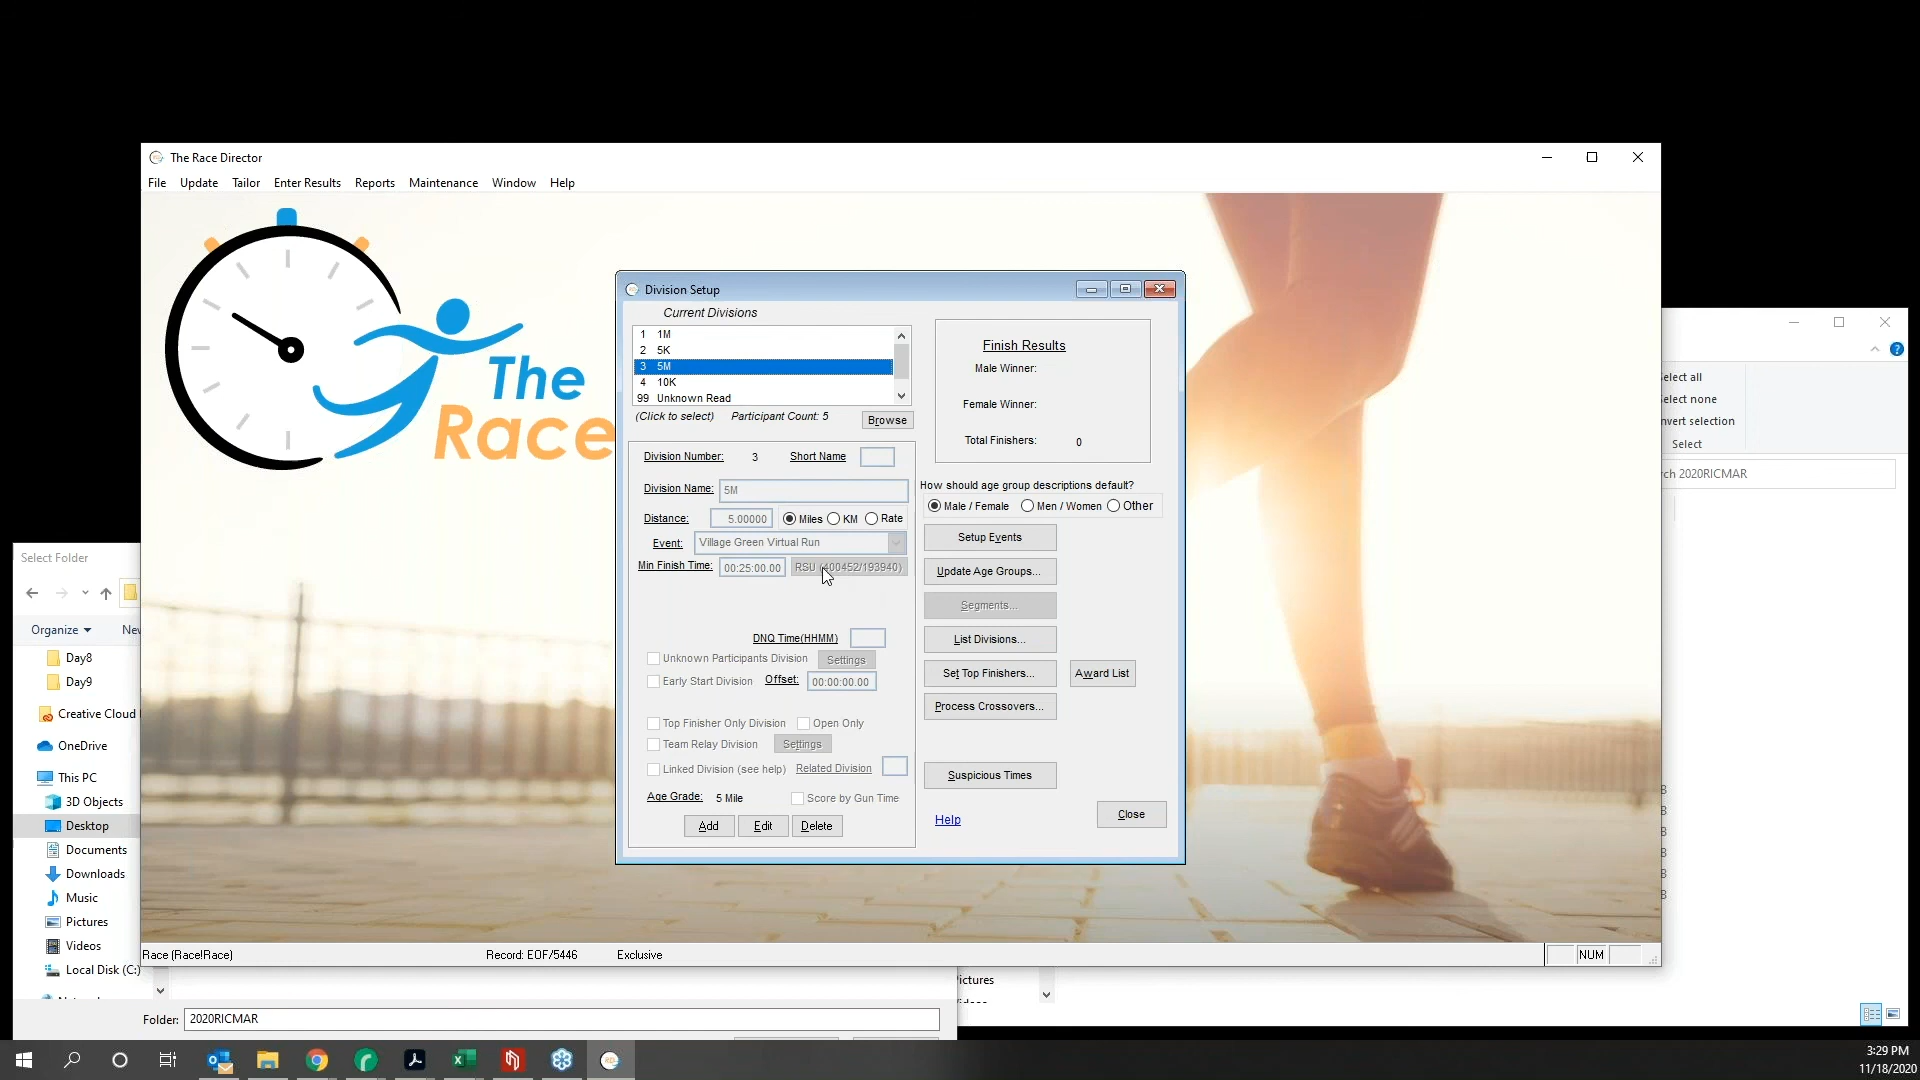 The Race Director
File Update Tailor Enter Results Reports Maintenance Window Help
The
Race
Division Setup
Current Divisions
1 1M
2 5K
3 5M
4 10K
99 Unknown Read
(Click to select) Participant Count: 5 Browse
Division Number: 3 Short Name
Division Name: 5M
Distance: 5.00000 Miles KM Rate
Event: Village Green Virtual Run
Min Finish Time: 00:25:00.00 RSU (400452/193940)
DNQ Time(HHMM)
Unknown Participants Division Settings
Early Start Division Offset: 00:00:00.00
Top Finisher Only Division Open Only
Team Relay Division Settings
Linked Division (see help) Related Division
Age Grade: 5 Mile Score by Gun Time
Add Edit Delete
Finish Results
Male Winner:
Female Winner:
Total Finishers: 0
How should age group descriptions default?
Male / Female Men / Women Other
Setup Events
Update Age Groups...
Segments...
List Divisions...
Set Top Finishers... Award List
Process Crossovers...
Suspicious Times
Help Close
Race (Race!Race) Record: EOF/5446 Exclusive NUM
elect all
elect none
nvert selection
Select
ch 2020RICMAR
Select Folder
Organize Nev
Day8
Day9
Creative Cloud
OneDrive
This PC
3D Objects
Desktop
Documents
Downloads
Music
Pictures
Videos
Local Disk (C:)
ictures
Folder: 2020RICMAR
3:29 PM
11/18/2020